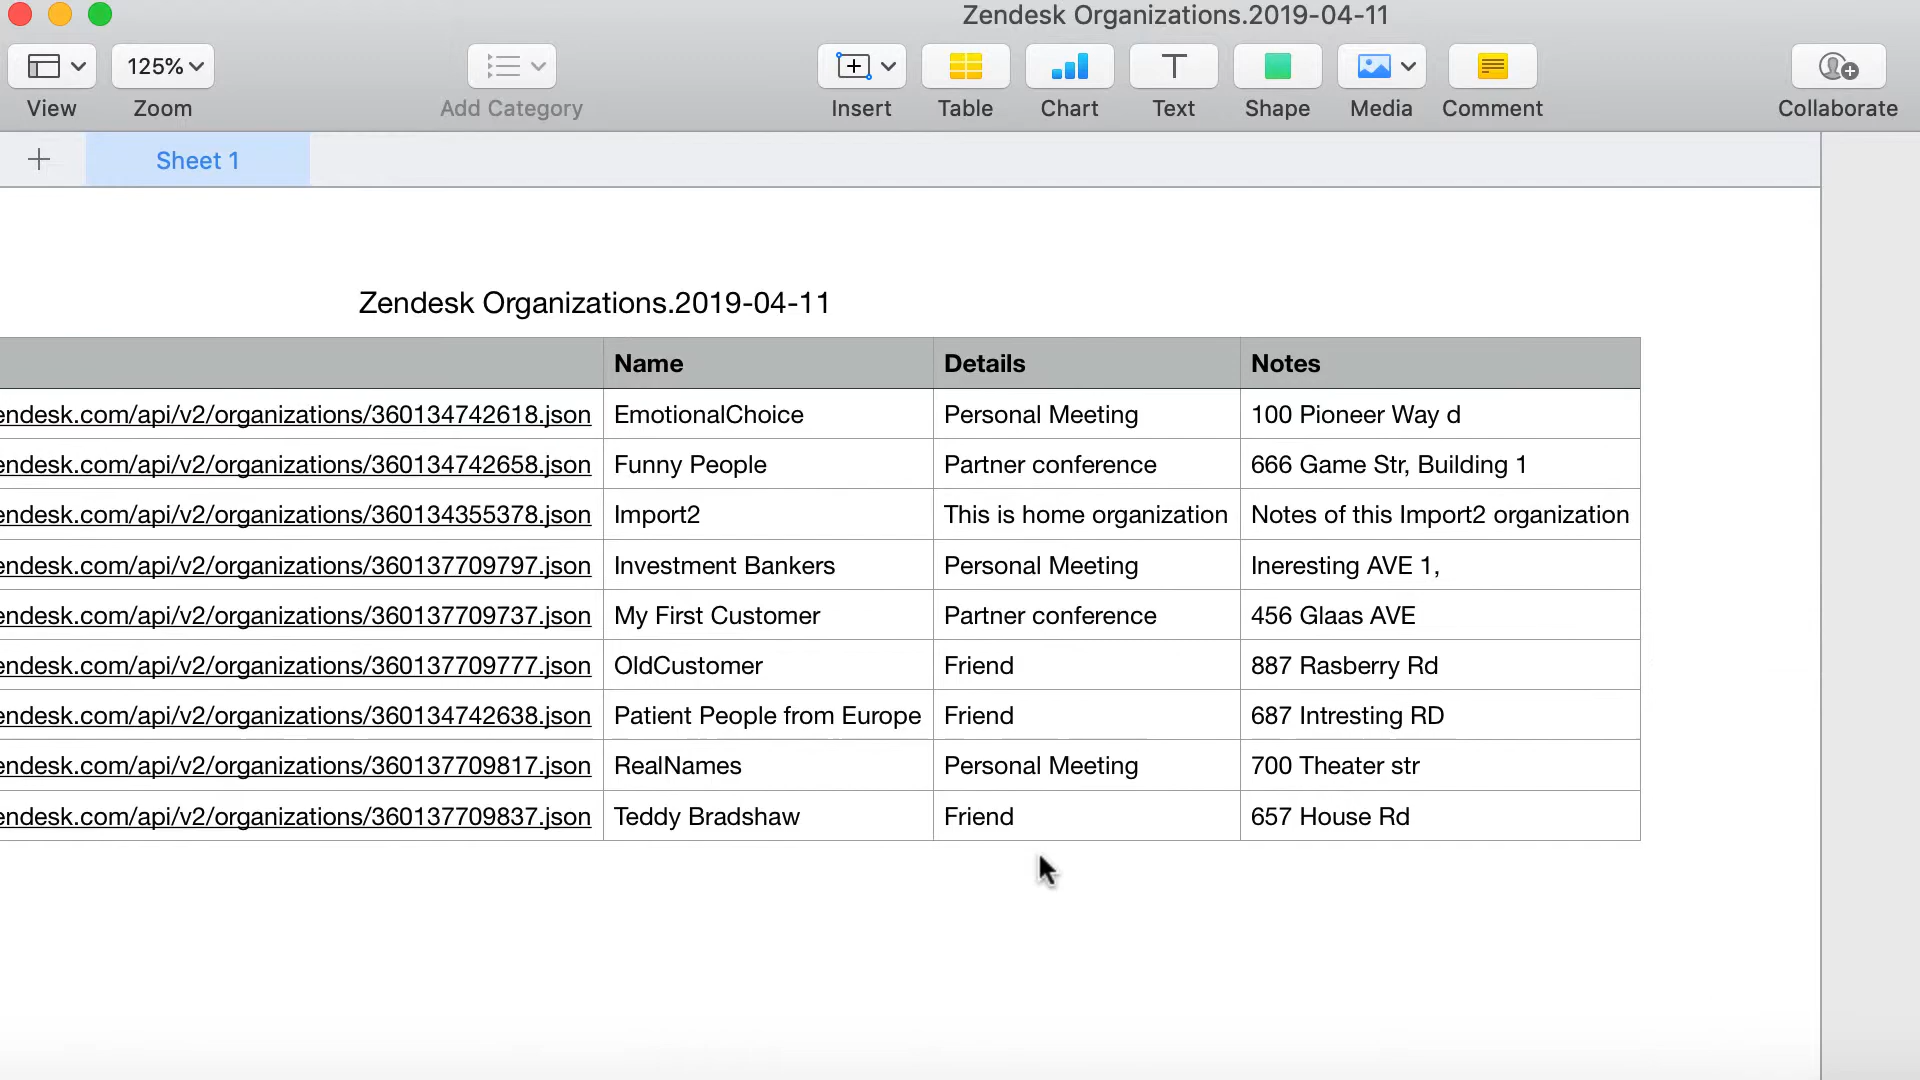 Zendesk Organizations.2019-04-11
125%
View Zoom Add Category Insert Table Chart Text Shape Media Comment Collaborate
Sheet 1
Zendesk Organizations.2019-04-11
Name Details Notes
endesk.com/api/v2/organizations/360134742618.json EmotionalChoice Personal Meeting 100 Pioneer Way d
endesk.com/api/v2/organizations/360134742658.json Funny People Partner conference 666 Game Str, Building 1
endesk.com/api/v2/organizations/360134355378.json Import2 This is home organization Notes of this Import2 organization
endesk.com/api/v2/organizations/360137709797.json Investment Bankers Personal Meeting Ineresting AVE 1,
endesk.com/api/v2/organizations/360137709737.json My First Customer Partner conference 456 Glaas AVE
endesk.com/api/v2/organizations/360137709777.json OldCustomer Friend 887 Rasberry Rd
endesk.com/api/v2/organizations/360134742638.json Patient People from Europe Friend 687 Intresting RD
endesk.com/api/v2/organizations/360137709817.json RealNames Personal Meeting 700 Theater str
endesk.com/api/v2/organizations/360137709837.json Teddy Bradshaw Friend 657 House Rd